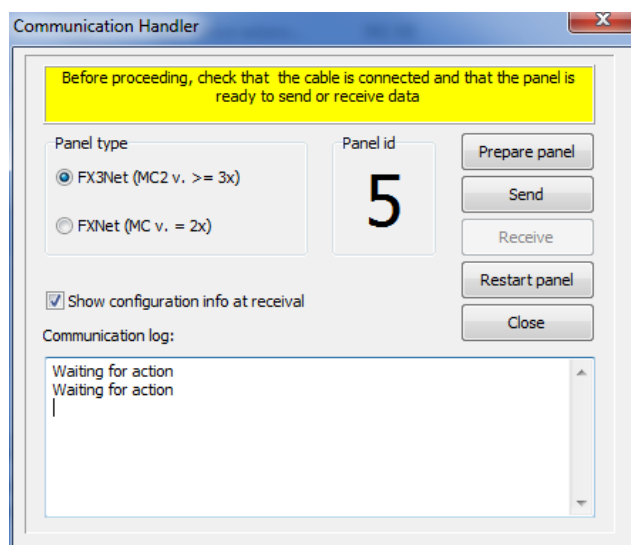 Communication Handler
Before proceeding, check that the cable is connected and that the panel is
ready to send or receive data
Panel type
FX3Net (MC2 v. >= 3x)
FXNet (MC v. = 2x)
Panel id
5
Prepare panel
Send
Receive
Restart panel
Close
Show configuration info at receival
Communication log:
Waiting for action
Waiting for action